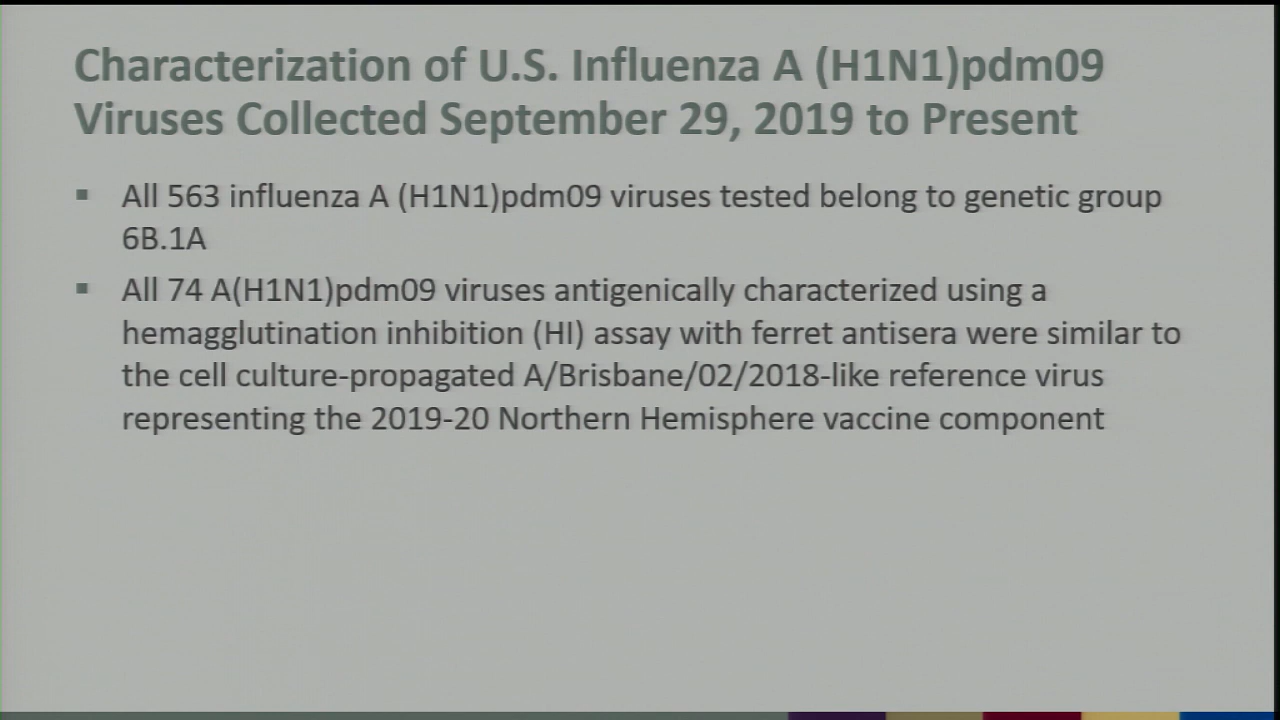 Characterization of U.S. Influenza A (H1N1)pdm09
Viruses Collected September 29, 2019 to Present
▪ All 563 influenza A (H1N1)pdm09 viruses tested belong to genetic group
6B.1A
▪ All 74 A(H1N1)pdm09 viruses antigenically characterized using a
hemagglutination inhibition (HI) assay with ferret antisera were similar to
the cell culture-propagated A/Brisbane/02/2018-like reference virus
representing the 2019-20 Northern Hemisphere vaccine component